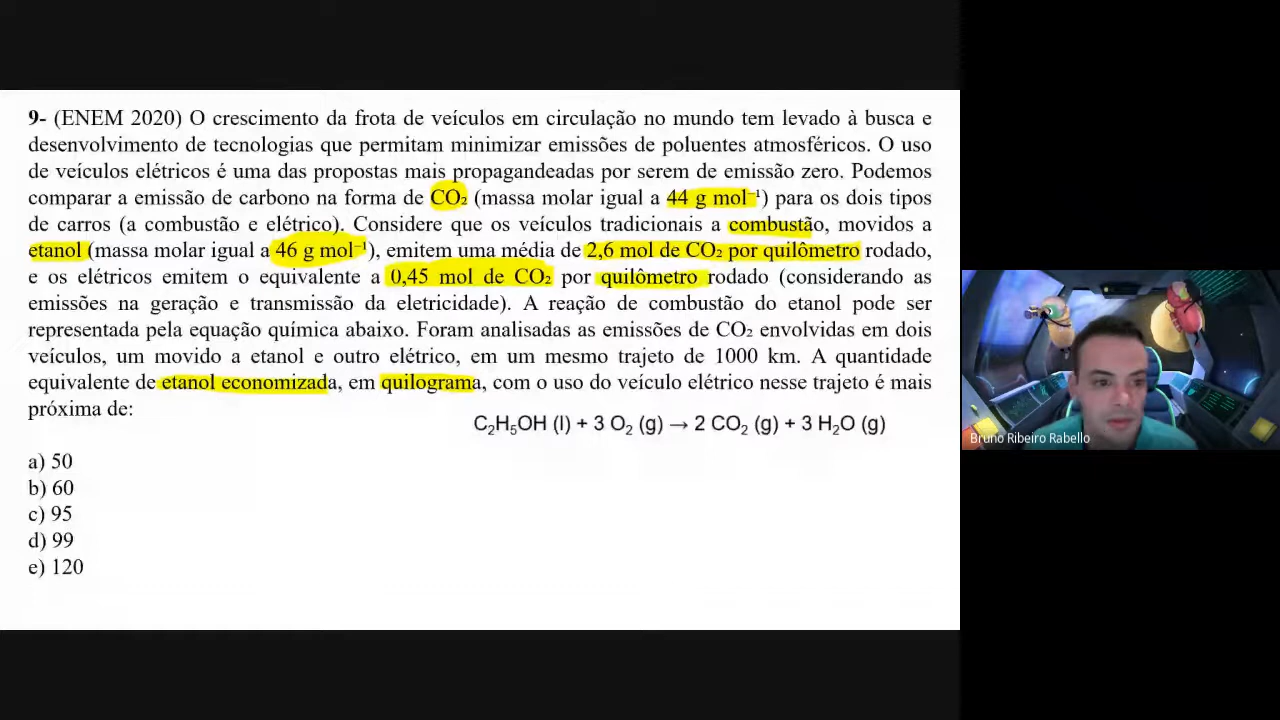 9- (ENEM 2020) O crescimento da frota de veículos em circulação no mundo tem levado à busca e
desenvolvimento de tecnologias que permitam minimizar emissões de poluentes atmosféricos. O uso
de veículos elétricos é uma das propostas mais propagandeadas por serem de emissão zero. Podemos
comparar a emissão de carbono na forma de CO₂ (massa molar igual a 44 g mol⁻¹) para os dois tipos
de carros (a combustão e elétrico). Considere que os veículos tradicionais a combustão, movidos a
etanol (massa molar igual a 46 g mol⁻¹), emitem uma média de 2,6 mol de CO₂ por quilômetro rodado,
e os elétricos emitem o equivalente a 0,45 mol de CO₂ por quilômetro rodado (considerando as
emissões na geração e transmissão da eletricidade). A reação de combustão do etanol pode ser
representada pela equação química abaixo. Foram analisadas as emissões de CO₂ envolvidas em dois
veículos, um movido a etanol e outro elétrico, em um mesmo trajeto de 1000 km. A quantidade
equivalente de etanol economizada, em quilograma, com o uso do veículo elétrico nesse trajeto é mais
próxima de:
C₂H₅OH (l) + 3 O₂ (g) → 2 CO₂ (g) + 3 H₂O (g)
a) 50
b) 60
c) 95
d) 99
e) 120
Bruno Ribeiro Rabello